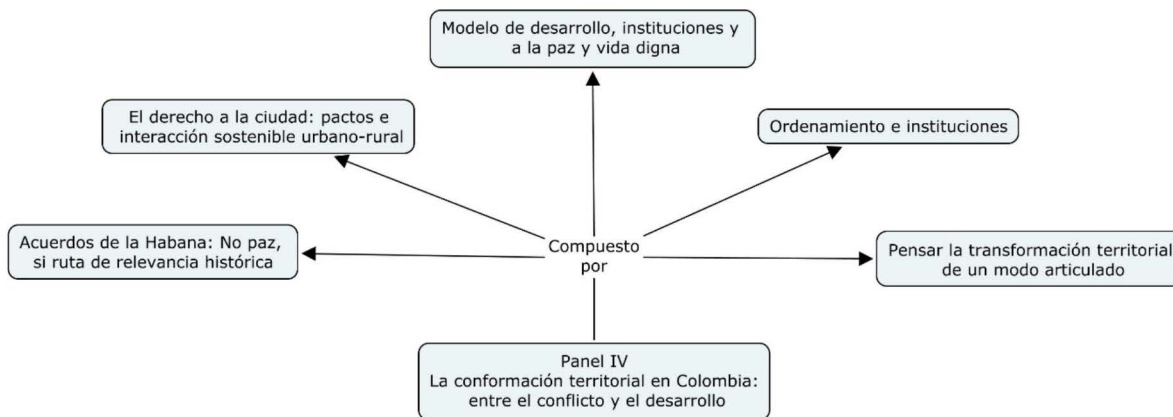 Modelo de desarrollo, instituciones y
a la paz y vida digna
El derecho a la ciudad: pactos e
interacción sostenible urbano-rural
Ordenamiento e instituciones
Acuerdos de la Habana: No paz,
si ruta de relevancia histórica
Compuesto
por
Pensar la transformación territorial
de un modo articulado
Panel IV
La conformación territorial en Colombia:
entre el conflicto y el desarrollo